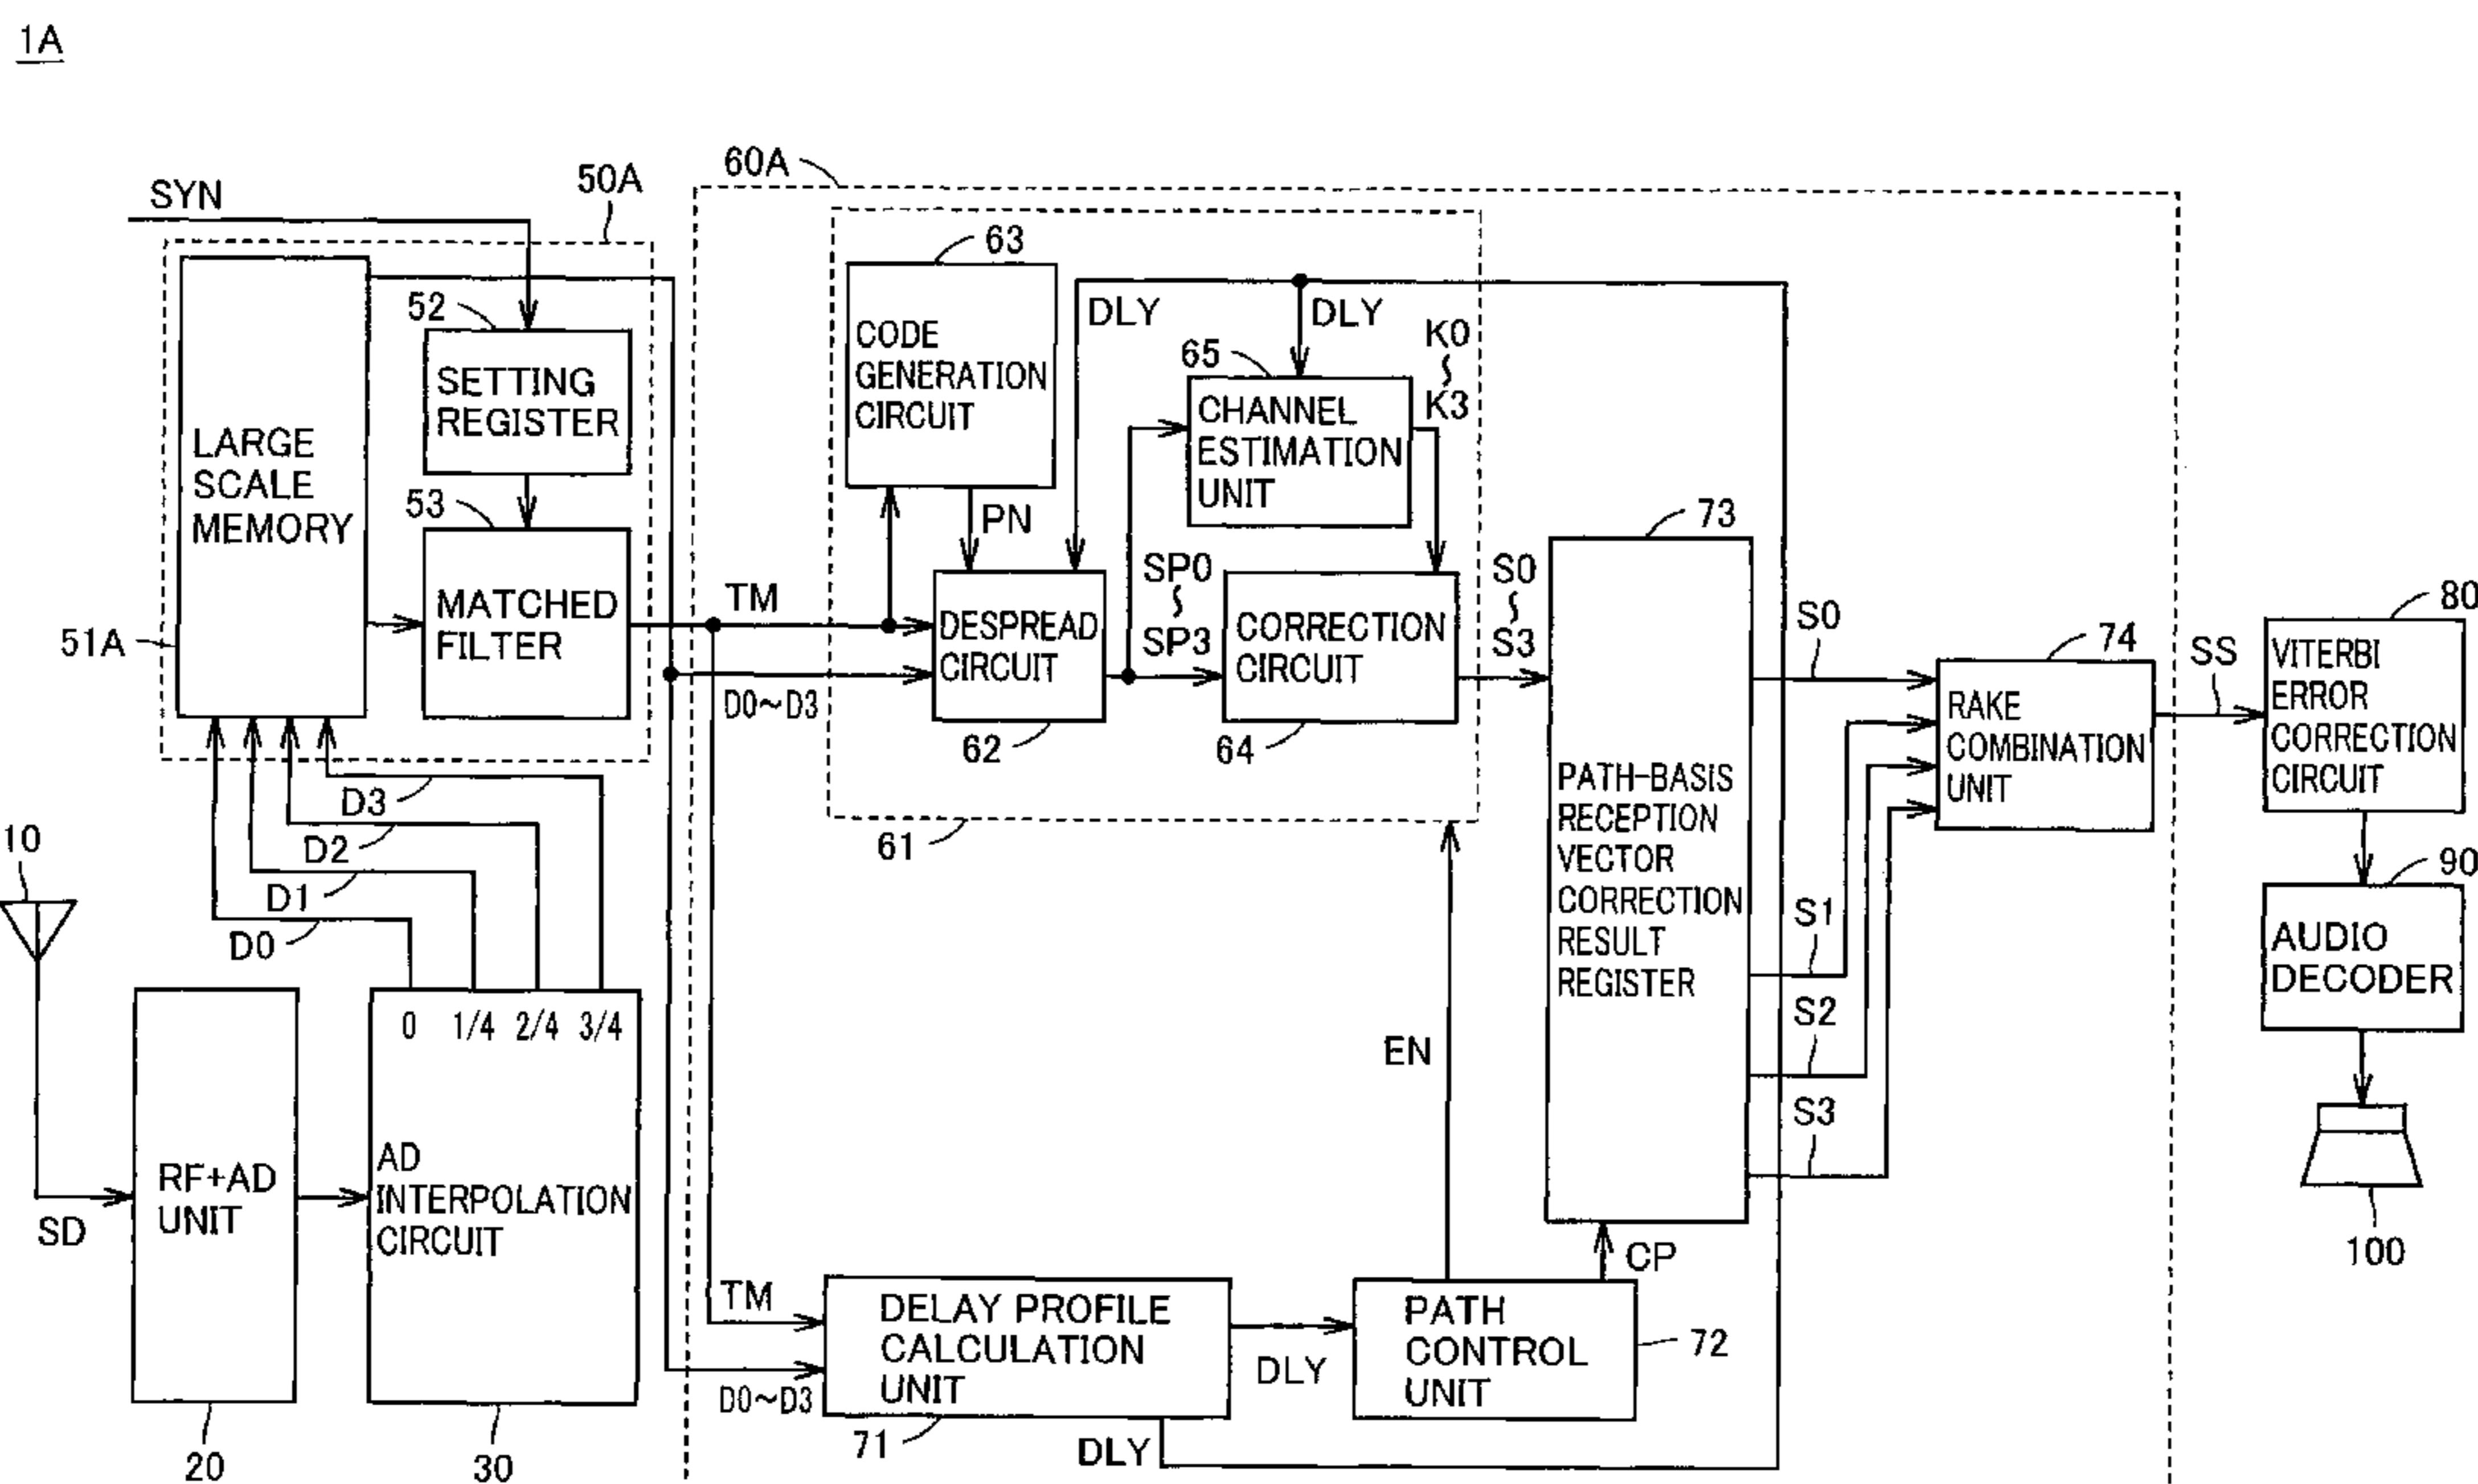 1A
SYN
50A
60A
63
52
SETTING
REGISTER
53
MATCHED
FILTER
LARGE
SCALE
MEMORY
51A
CODE
GENERATION
CIRCUIT
PN
DLY
DLY
65
CHANNEL
ESTIMATION
UNIT
K0
~
K3
TM
D0~D3
DESPREAD
CIRCUIT
62
SP0
~
SP3
CORRECTION
CIRCUIT
64
S0
~
S3
61
73
PATH-BASIS
RECEPTION
VECTOR
CORRECTION
RESULT
REGISTER
S0
S1
S2
S3
74
RAKE
COMBINATION
UNIT
SS
80
VITERBI
ERROR
CORRECTION
CIRCUIT
90
AUDIO
DECODER
100
D3
D2
D1
D0
10
SD
RF+AD
UNIT
20
0 1/4 2/4 3/4
AD
INTERPOLATION
CIRCUIT
30
TM
D0~D3
DELAY PROFILE
CALCULATION
UNIT
71
DLY
DLY
EN
CP
PATH
CONTROL
UNIT
72